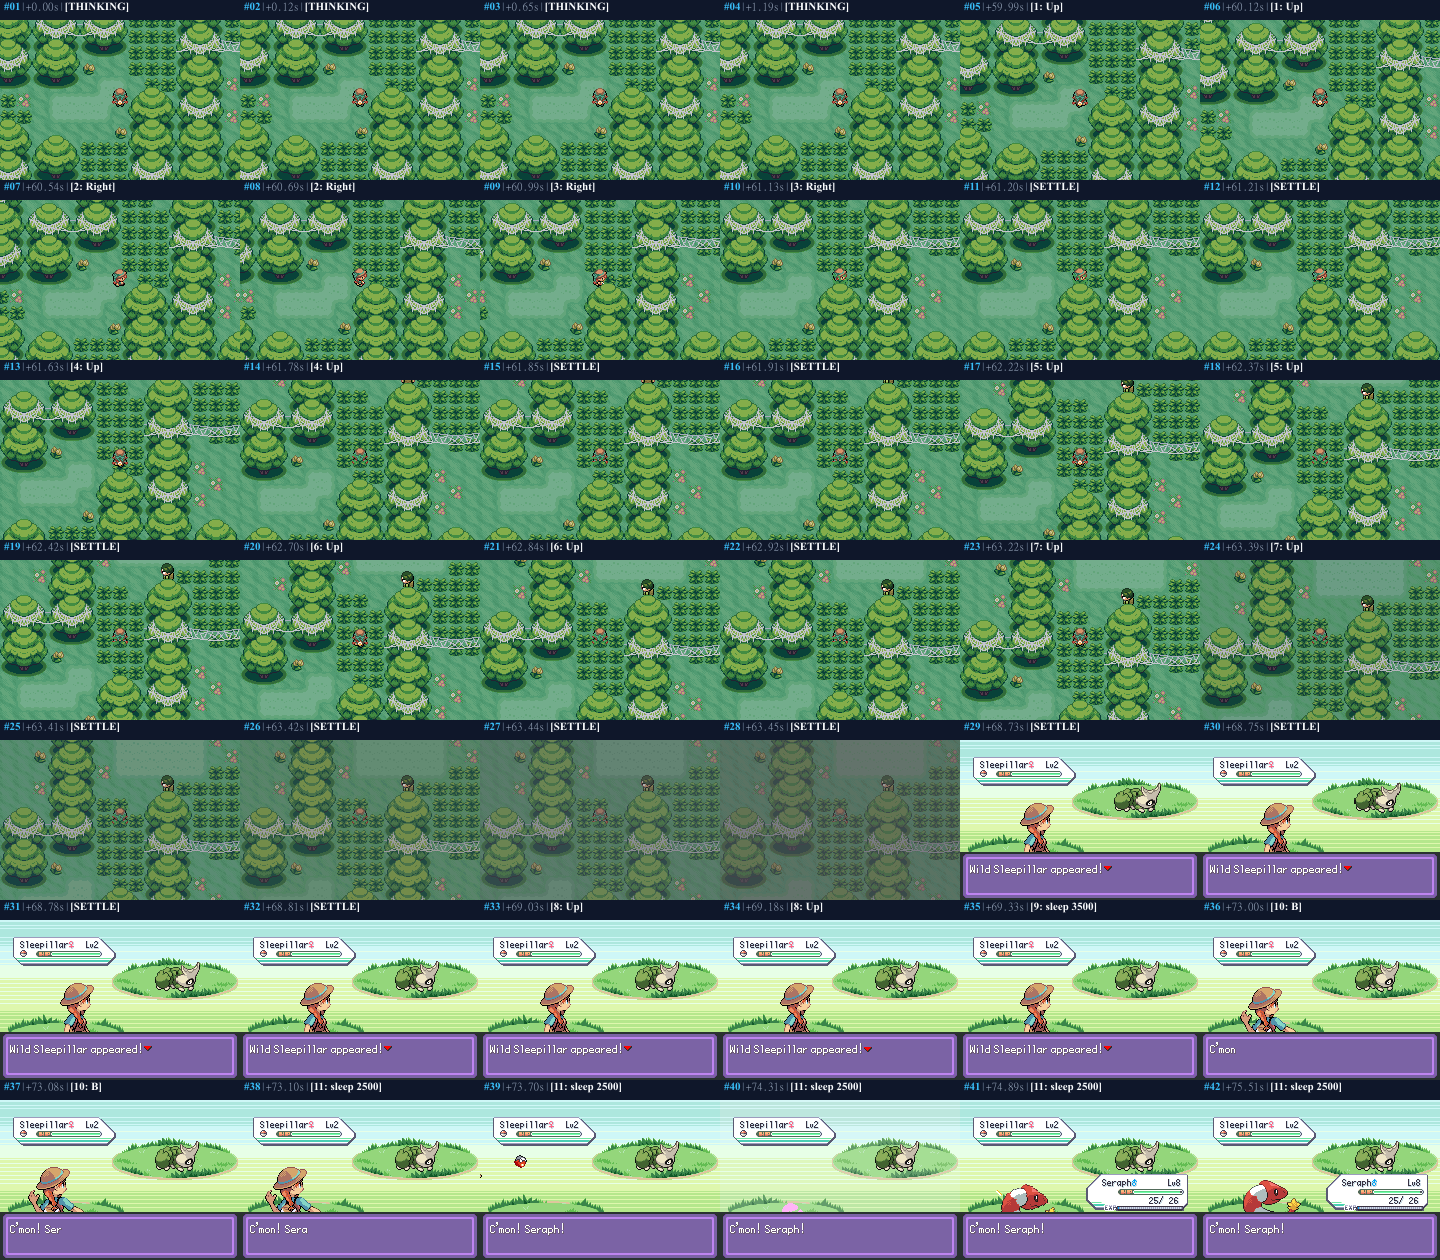 #01 |+0.00s| [THINKING] #02 |+0.12s| [THINKING] #03 |+0.65s| [THINKING] #04 |+1.19s| [THINKING] #05 |+59.99s| [1: Up] #06 |+60.12s| [1: Up]
#07 |+60.54s| [2: Right] #08 |+60.69s| [2: Right] #09 |+60.99s| [3: Right] #10 |+61.13s| [3: Right] #11 |+61.20s| [SETTLE] #12 |+61.21s| [SETTLE]
#13 |+61.63s| [4: Up] #14 |+61.78s| [4: Up] #15 |+61.85s| [SETTLE] #16 |+61.91s| [SETTLE] #17 |+62.22s| [5: Up] #18 |+62.37s| [5: Up]
#19 |+62.42s| [SETTLE] #20 |+62.70s| [6: Up] #21 |+62.84s| [6: Up] #22 |+62.92s| [SETTLE] #23 |+63.22s| [7: Up] #24 |+63.39s| [7: Up]
#25 |+63.41s| [SETTLE] #26 |+63.42s| [SETTLE] #27 |+63.44s| [SETTLE] #28 |+63.45s| [SETTLE] #29 |+68.73s| [SETTLE] #30 |+68.75s| [SETTLE]
Sleepillar♀ Lv2 Sleepillar♀ Lv2
Wild Sleepillar appeared! Wild Sleepillar appeared!
#31 |+68.78s| [SETTLE] #32 |+68.81s| [SETTLE] #33 |+69.03s| [8: Up] #34 |+69.18s| [8: Up] #35 |+69.33s| [9: sleep 3500] #36 |+73.00s| [10: B]
Sleepillar♀ Lv2 Sleepillar♀ Lv2 Sleepillar♀ Lv2 Sleepillar♀ Lv2 Sleepillar♀ Lv2 Sleepillar♀ Lv2
Wild Sleepillar appeared! Wild Sleepillar appeared! Wild Sleepillar appeared! Wild Sleepillar appeared! Wild Sleepillar appeared! C'mon
#37 |+73.08s| [10: B] #38 |+73.10s| [11: sleep 2500] #39 |+73.70s| [11: sleep 2500] #40 |+74.31s| [11: sleep 2500] #41 |+74.89s| [11: sleep 2500] #42 |+75.51s| [11: sleep 2500]
Sleepillar♀ Lv2 Sleepillar♀ Lv2 Sleepillar♀ Lv2 Sleepillar♀ Lv2 Sleepillar♀ Lv2 Sleepillar♀ Lv2
Seraph♂ Lv8 Seraph♂ Lv8
25/ 26 25/ 26
EXP EXP
C'mon! Ser C'mon! Sera C'mon! Seraph! C'mon! Seraph! C'mon! Seraph! C'mon! Seraph!